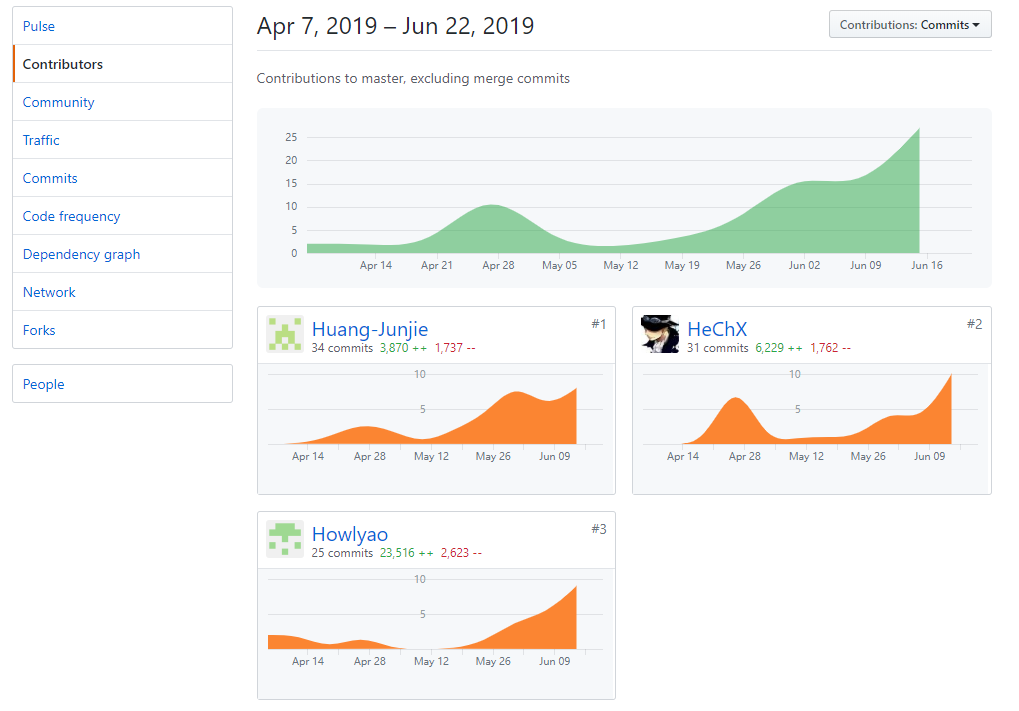 Pulse
Contributors
Community
Traffic
Commits
Code frequency
Dependency graph
Network
Forks
People
Apr 7, 2019 – Jun 22, 2019
Contributions: Commits
Contributions to master, excluding merge commits
25
20
15
10
5
0
Apr 14 Apr 21 Apr 28 May 05 May 12 May 19 May 26 Jun 02 Jun 09 Jun 16
Huang-Junjie #1
34 commits 3,870 ++ 1,737 --
10
5
Apr 14 Apr 28 May 12 May 26 Jun 09
HeChX #2
31 commits 6,229 ++ 1,762 --
10
5
Apr 14 Apr 28 May 12 May 26 Jun 09
Howlyao #3
25 commits 23,516 ++ 2,623 --
10
5
Apr 14 Apr 28 May 12 May 26 Jun 09